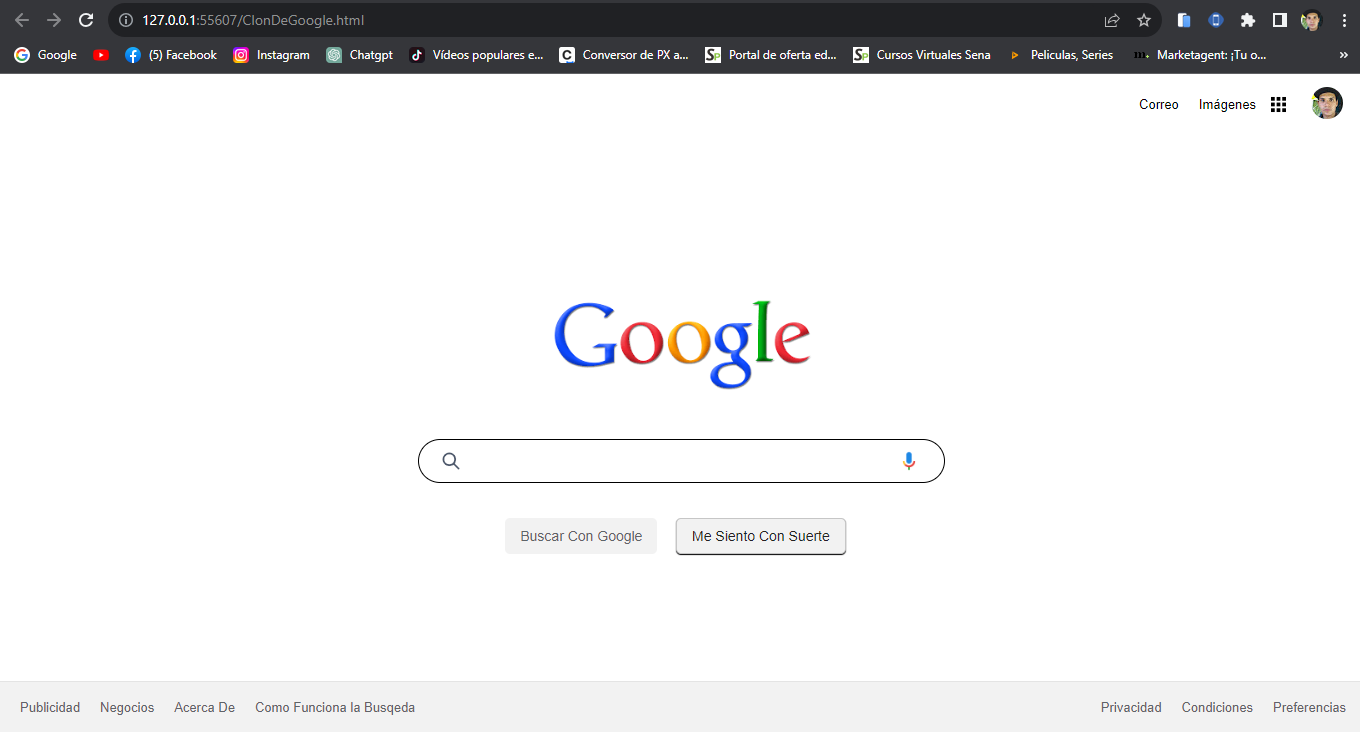 127.0.0.1:55607/ClonDeGoogle.html
Google (5) Facebook Instagram Chatgpt Vídeos populares e... Conversor de PX a... Portal de oferta ed... Cursos Virtuales Sena Peliculas, Series Marketagent: ¡Tu o... »
Correo Imágenes
Google
Buscar Con Google Me Siento Con Suerte
Publicidad Negocios Acerca De Como Funciona la Busqeda Privacidad Condiciones Preferencias